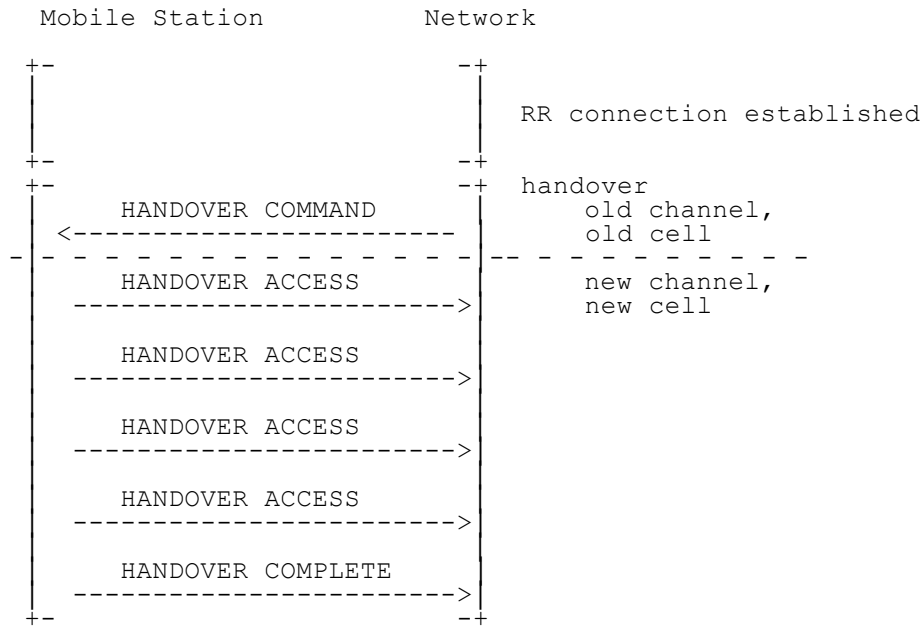 Mobile Station Network
RR connection established
handover
HANDOVER COMMAND old channel,
old cell
HANDOVER ACCESS new channel,
new cell
HANDOVER ACCESS
HANDOVER ACCESS
HANDOVER ACCESS
HANDOVER COMPLETE